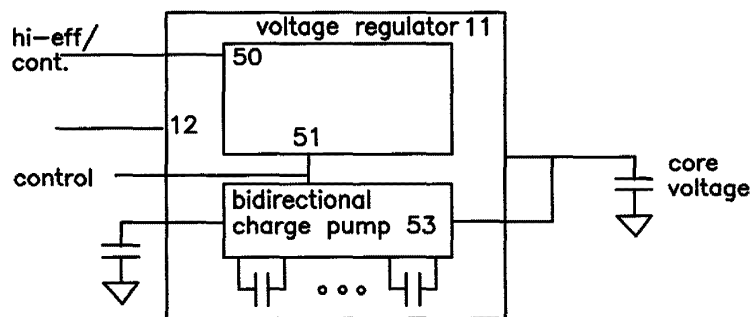 voltage regulator 11
hi-eff/
cont.
50
12
51
control
core
voltage
bidirectional
charge pump 53